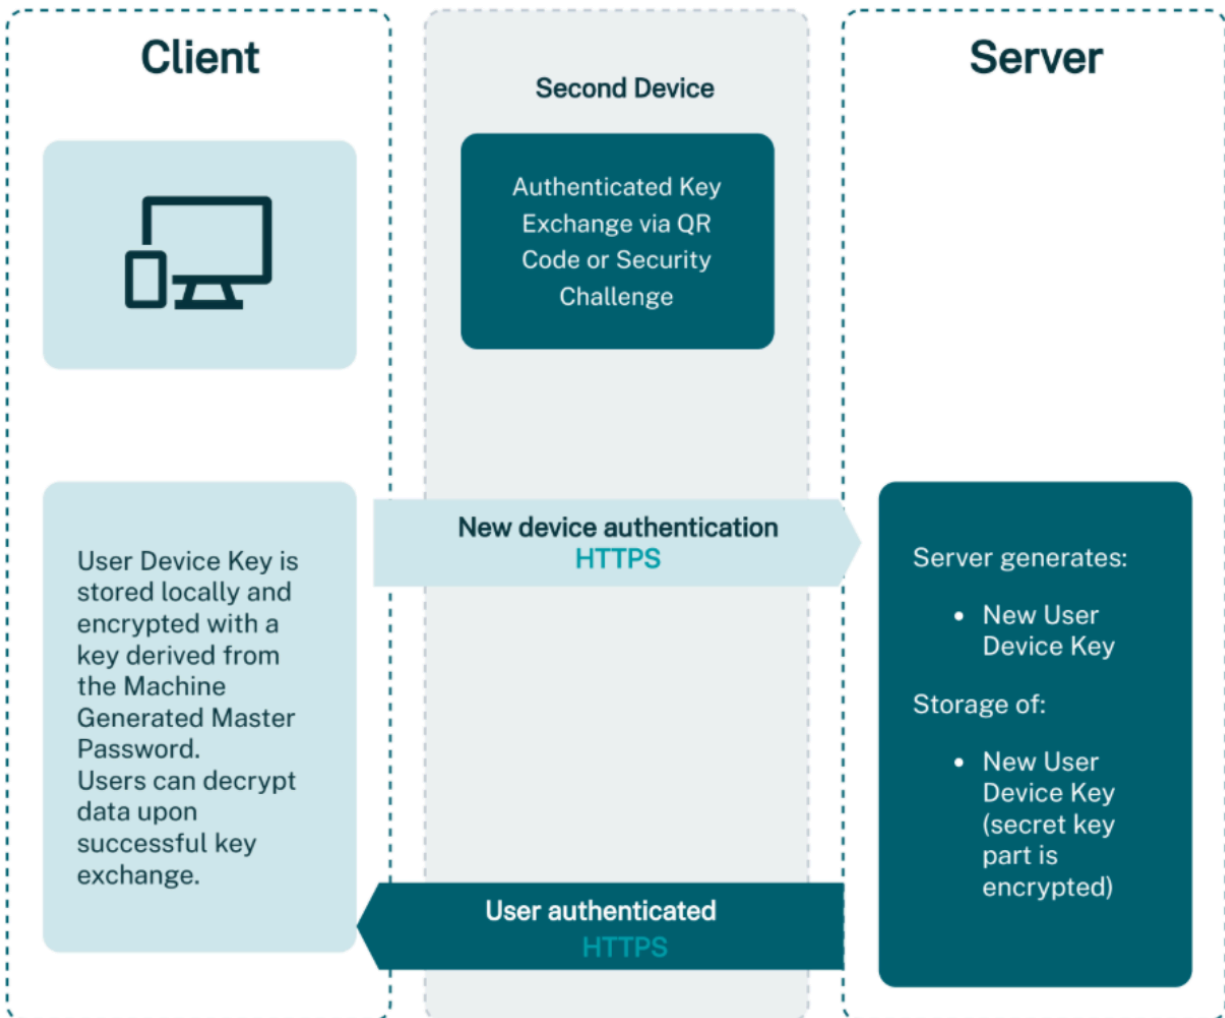 Client
Second Device
Server
Authenticated Key
Exchange via QR
Code or Security
Challenge
New device authentication
HTTPS
User Device Key is
stored locally and
encrypted with a
key derived from
the Machine
Generated Master
Password.
Users can decrypt
data upon
successful key
exchange.
Server generates:
• New User
Device Key
Storage of:
• New User
Device Key
(secret key
part is
encrypted)
User authenticated
HTTPS